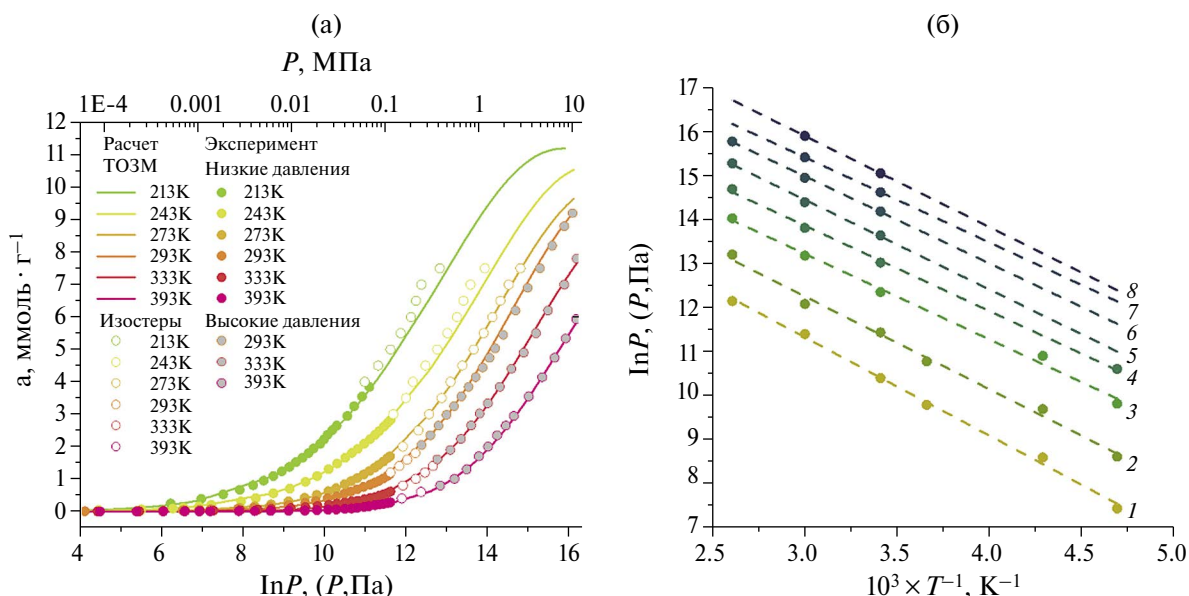 (а)
P, МПа
1E-4 0.001 0.01 0.1 1 10
12
11
10
9
8
7
6
5
4
3
2
1
0
а, ммоль · г⁻¹
Расчет
ТОЗМ
213K
243K
273K
293K
333K
393K
Эксперимент
Низкие давления
213K
243K
273K
293K
333K
393K
Изостеры
213K
243K
273K
293K
333K
393K
Высокие давления
293K
333K
393K
4 6 8 10 12 14 16
lnP, (P,Па)
(б)
17
16
15
14
13
12
11
10
9
8
7
lnP, (P,Па)
8
7
6
5
4
3
2
1
2.5 3.0 3.5 4.0 4.5 5.0
10³ × T⁻¹, K⁻¹